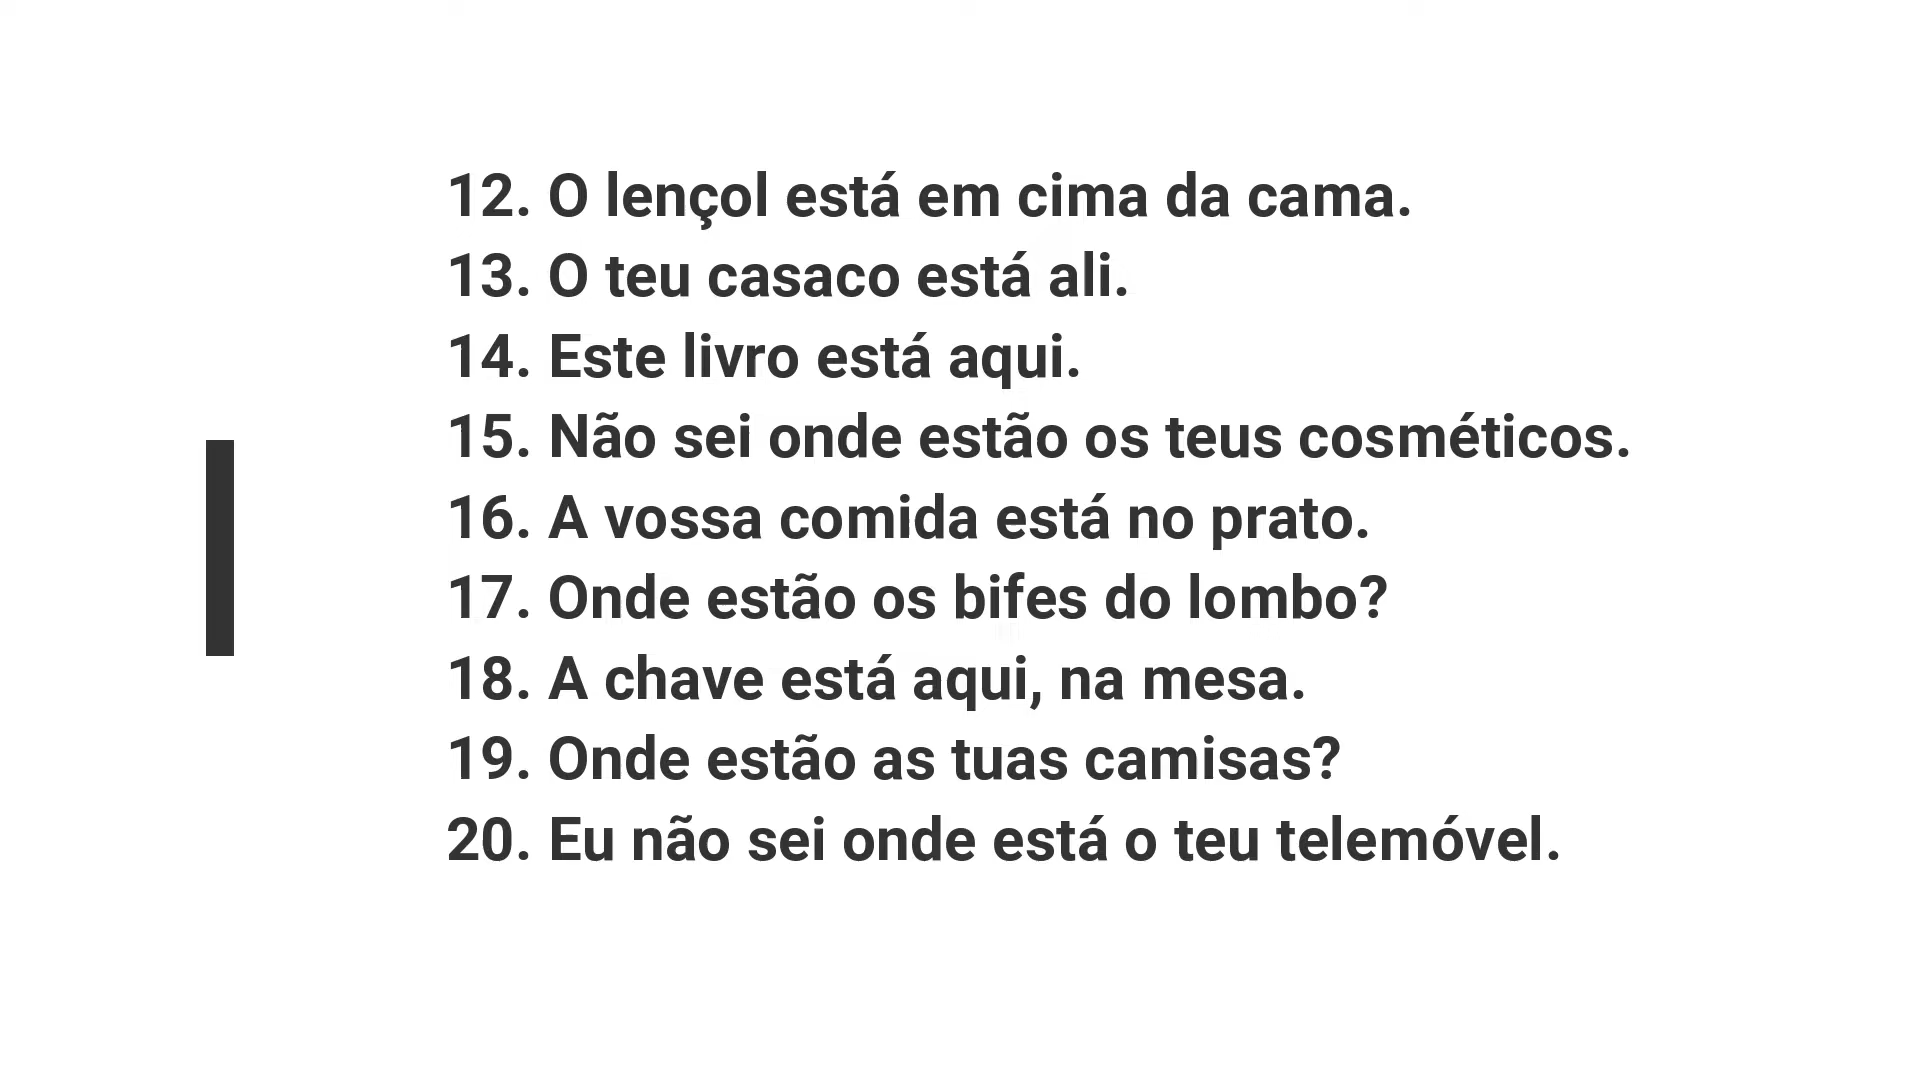 12. O lençol está em cima da cama.
13. O teu casaco está ali.
14. Este livro está aqui.
15. Não sei onde estão os teus cosméticos.
16. A vossa comida está no prato.
17. Onde estão os bifes do lombo?
18. A chave está aqui, na mesa.
19. Onde estão as tuas camisas?
20. Eu não sei onde está o teu telemóvel.